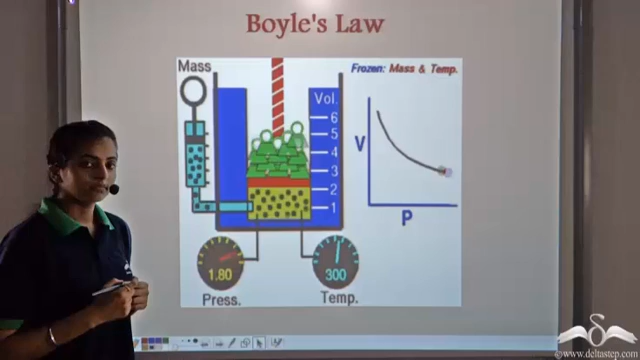 Boyle's Law
Mass
Frozen: Mass & Temp.
Vol.
6
5
4
3
2
1
V
P
1.80
300
Press.
Temp.
©www.deltastep.com